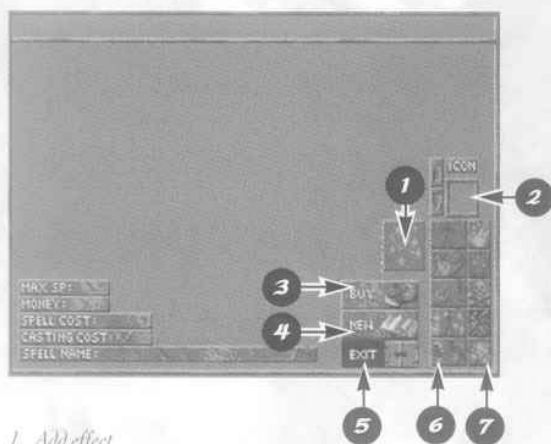 ICON
1
2
MAX SP:
MONEY:
SPELL COST:
CASTING COST:
SPELL NAME:
3
BUY
4
NEW
EXIT
5
6
7
1. Add effect